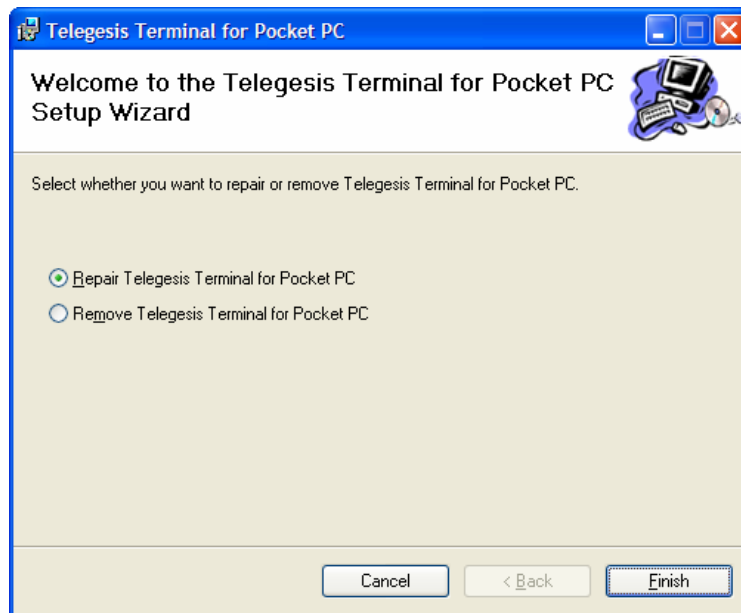 Telegesis Terminal for Pocket PC
Welcome to the Telegesis Terminal for Pocket PC
Setup Wizard
Select whether you want to repair or remove Telegesis Terminal for Pocket PC.
Repair Telegesis Terminal for Pocket PC
Remove Telegesis Terminal for Pocket PC
Cancel
< Back
Finish